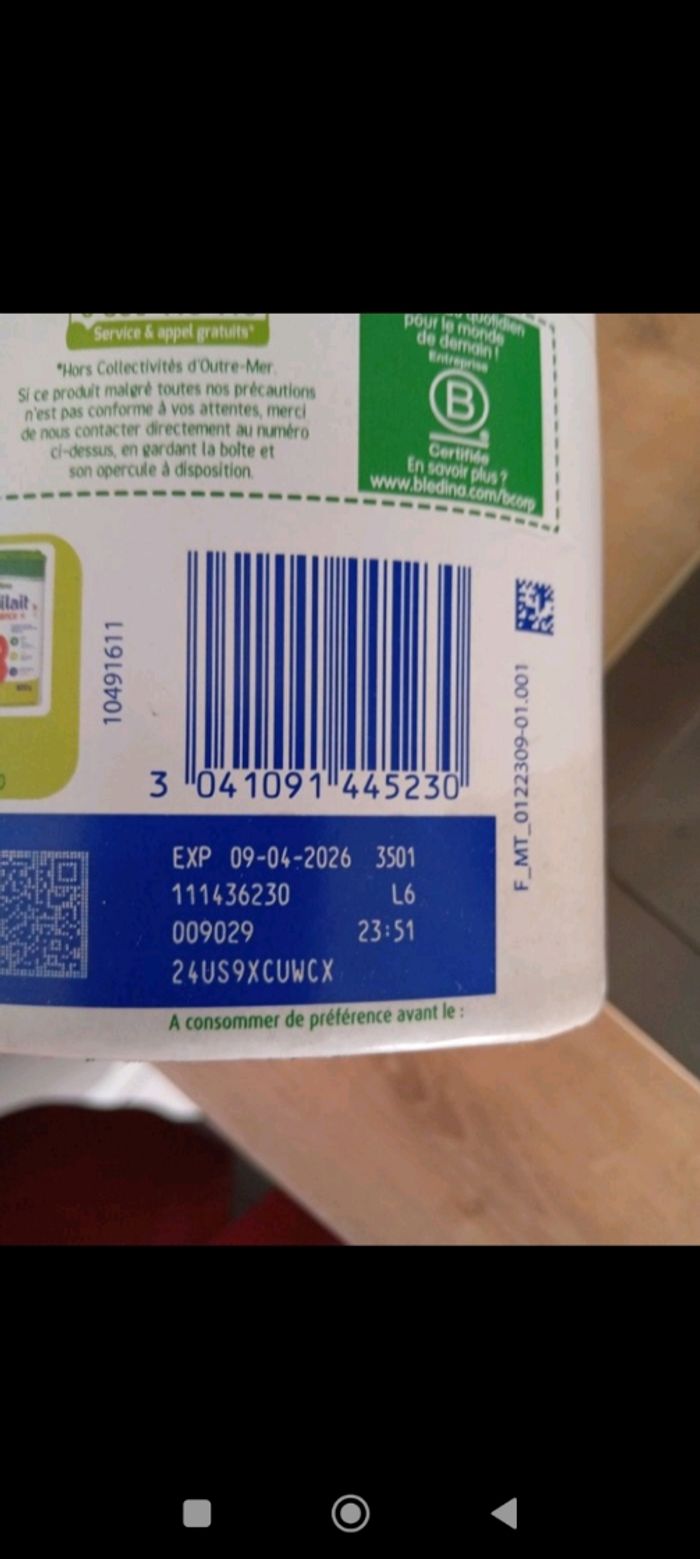 Service & appel gratuits*
*Hors Collectivités d'Outre-Mer.
Si ce produit malgré toutes nos précautions
n'est pas conforme à vos attentes, merci
de nous contacter directement au numéro
ci-dessus, en gardant la boîte et
son opercule à disposition.
quotidien
pour le monde
de demain !
Entreprise
B
Certifiée
En savoir plus ?
www.bledina.com/bcorp
ilait
10491611
3 041091 445230
F_MT_0122309-01.001
EXP 09-04-2026 3501
111436230 L6
009029 23:51
24US9XCUWCX
A consommer de préférence avant le :